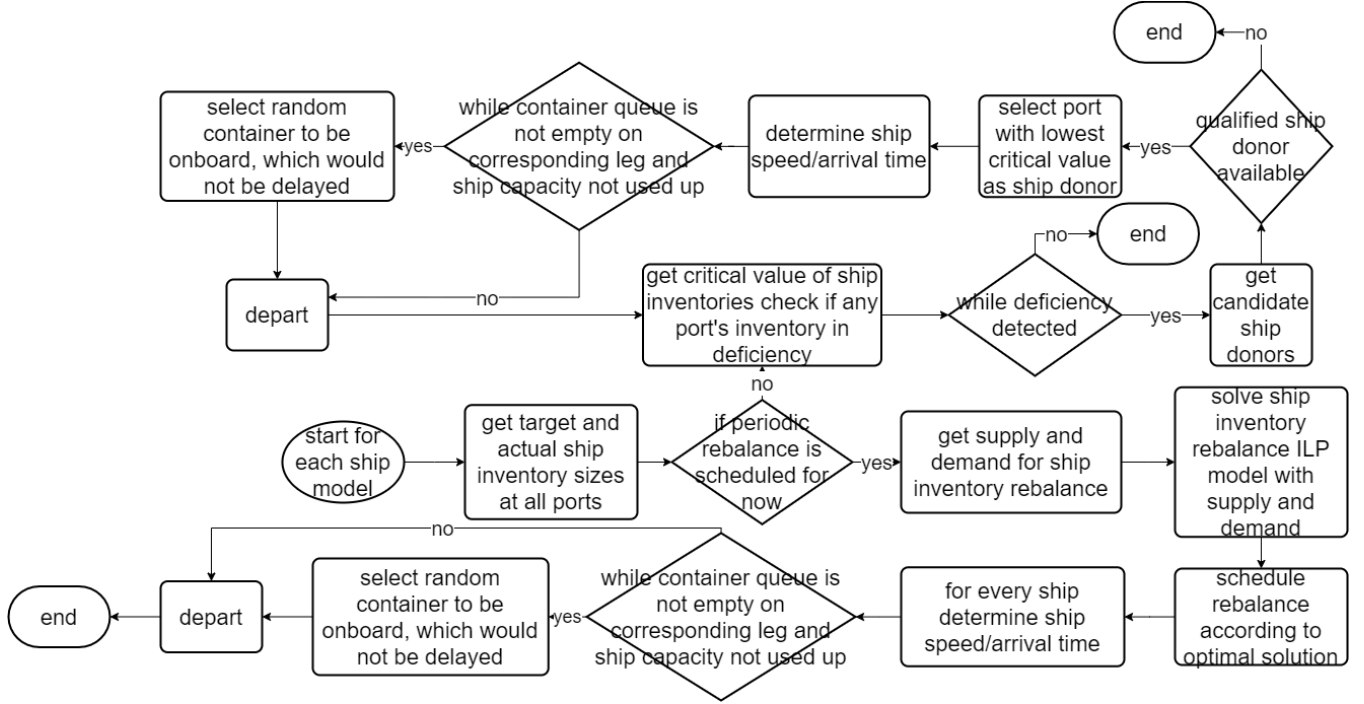 end
no
select random
container to be
onboard, which would
not be delayed
yes
while container queue is
not empty on
corresponding leg and
ship capacity not used up
determine ship
speed/arrival time
select port
with lowest
critical value
as ship donor
yes
qualified ship
donor
available
no
end
depart
no
get critical value of ship
inventories check if any
port's inventory in
deficiency
while deficiency
detected
yes
get
candidate
ship
donors
no
start for
each ship
model
get target and
actual ship
inventory sizes
at all ports
if periodic
rebalance is
scheduled for
now
yes
get supply and
demand for ship
inventory rebalance
solve ship
inventory
rebalance ILP
model with
supply and
demand
no
end
depart
select random
container to be
onboard, which would
not be delayed
yes
while container queue is
not empty on
corresponding leg and
ship capacity not used up
for every ship
determine ship
speed/arrival time
schedule
rebalance
according to
optimal solution